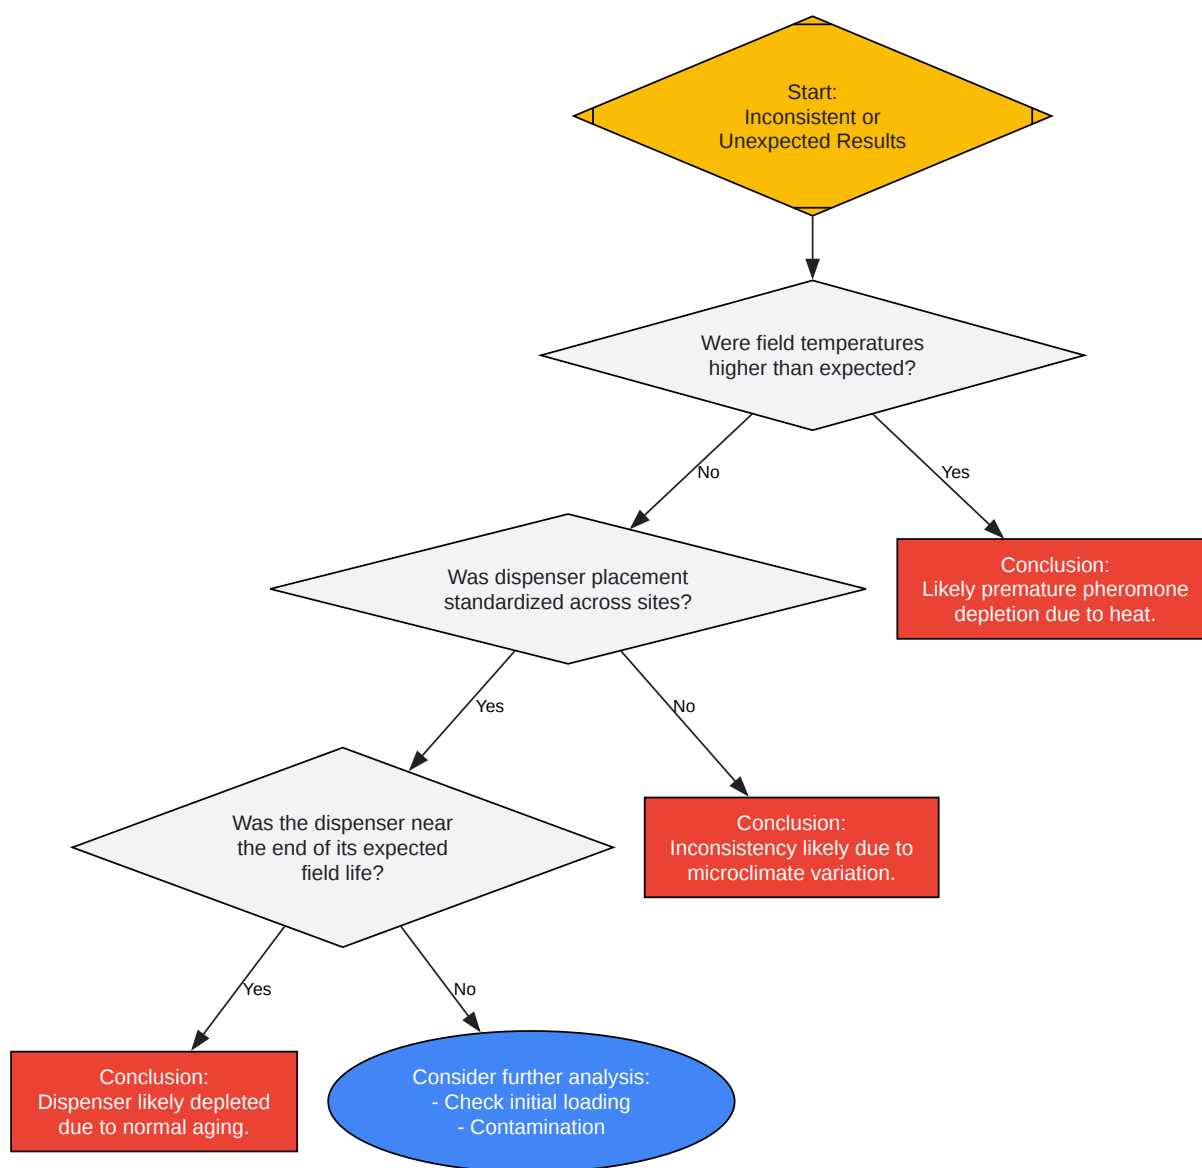 Start:
Inconsistent or
Unexpected Results
Were field temperatures
higher than expected?
No
Yes
Was dispenser placement
standardized across sites?
Conclusion:
Likely premature pheromone
depletion due to heat.
Yes
No
Was the dispenser near
the end of its expected
field life?
Conclusion:
Inconsistency likely due to
microclimate variation.
Yes
No
Conclusion:
Dispenser likely depleted
due to normal aging.
Consider further analysis:
- Check initial loading
- Contamination